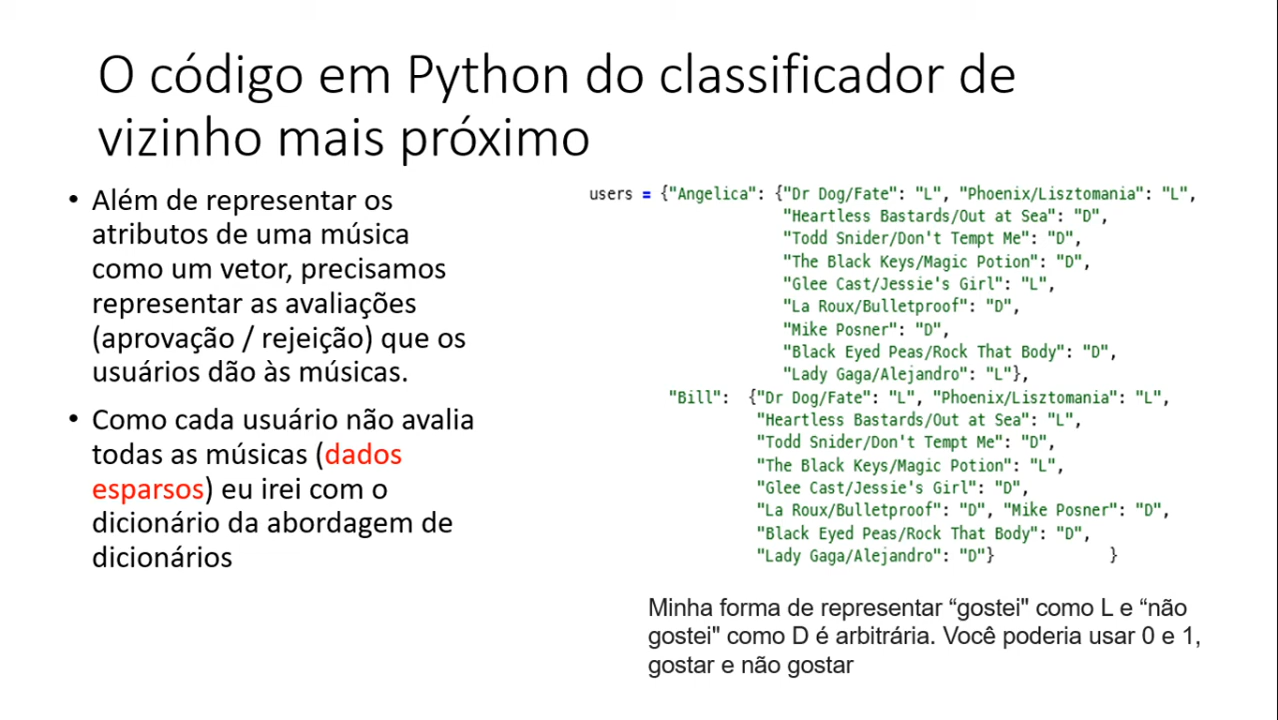 O código em Python do classificador de
vizinho mais próximo
• Além de representar os
atributos de uma música
como um vetor, precisamos
representar as avaliações
(aprovação / rejeição) que os
usuários dão às músicas.
• Como cada usuário não avalia
todas as músicas (dados
esparsos) eu irei com o
dicionário da abordagem de
dicionários
users = {"Angelica": {"Dr Dog/Fate": "L", "Phoenix/Lisztomania": "L",
"Heartless Bastards/Out at Sea": "D",
"Todd Snider/Don't Tempt Me": "D",
"The Black Keys/Magic Potion": "D",
"Glee Cast/Jessie's Girl": "L",
"La Roux/Bulletproof": "D",
"Mike Posner": "D",
"Black Eyed Peas/Rock That Body": "D",
"Lady Gaga/Alejandro": "L"},
"Bill": {"Dr Dog/Fate": "L", "Phoenix/Lisztomania": "L",
"Heartless Bastards/Out at Sea": "L",
"Todd Snider/Don't Tempt Me": "D",
"The Black Keys/Magic Potion": "L",
"Glee Cast/Jessie's Girl": "D",
"La Roux/Bulletproof": "D", "Mike Posner": "D",
"Black Eyed Peas/Rock That Body": "D",
"Lady Gaga/Alejandro": "D"} }
Minha forma de representar “gostei" como L e “não
gostei" como D é arbitrária. Você poderia usar 0 e 1,
gostar e não gostar